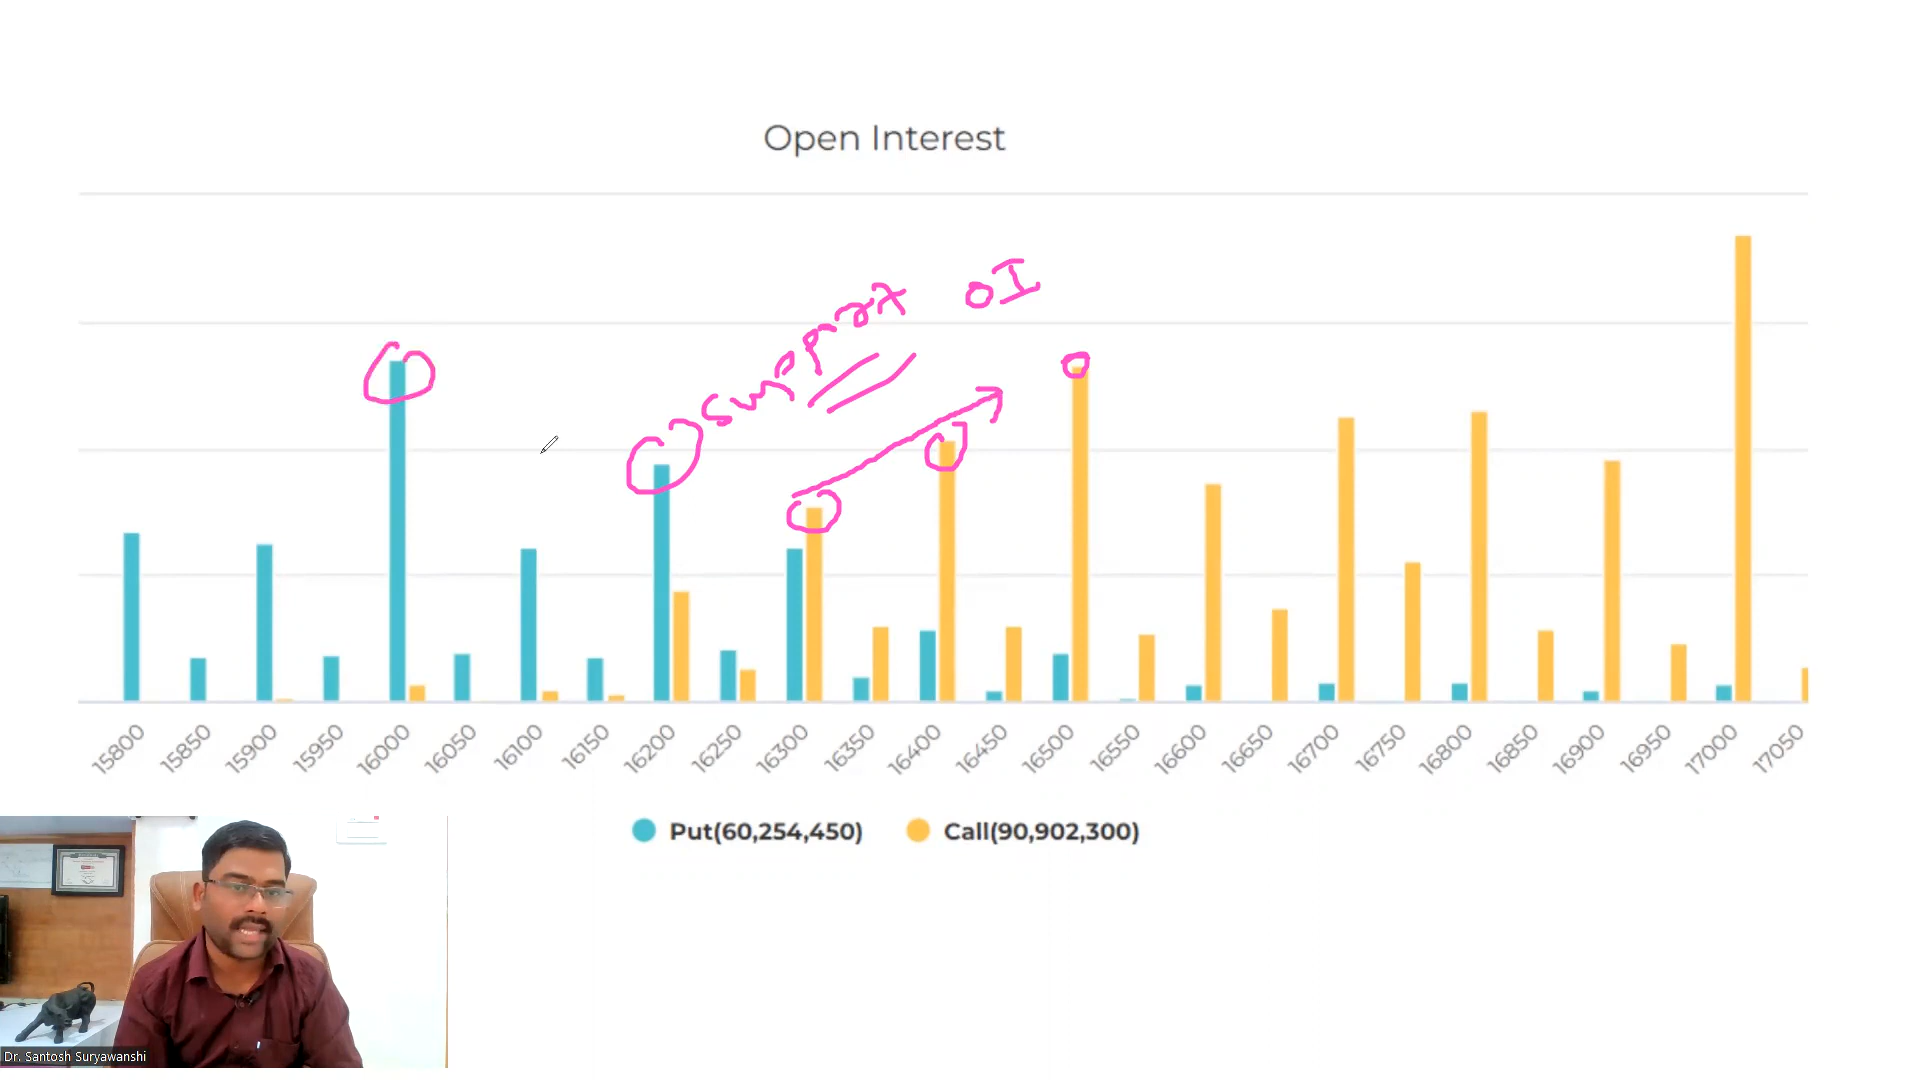 Open Interest
Support OI
15800 15850 15900 15950 16000 16050 16100 16150 16200 16250 16300 16350 16400 16450 16500 16550 16600 16650 16700 16750 16800 16850 16900 16950 17000 17050
Put(60,254,450) Call(90,902,300)
Dr. Santosh Suryawanshi